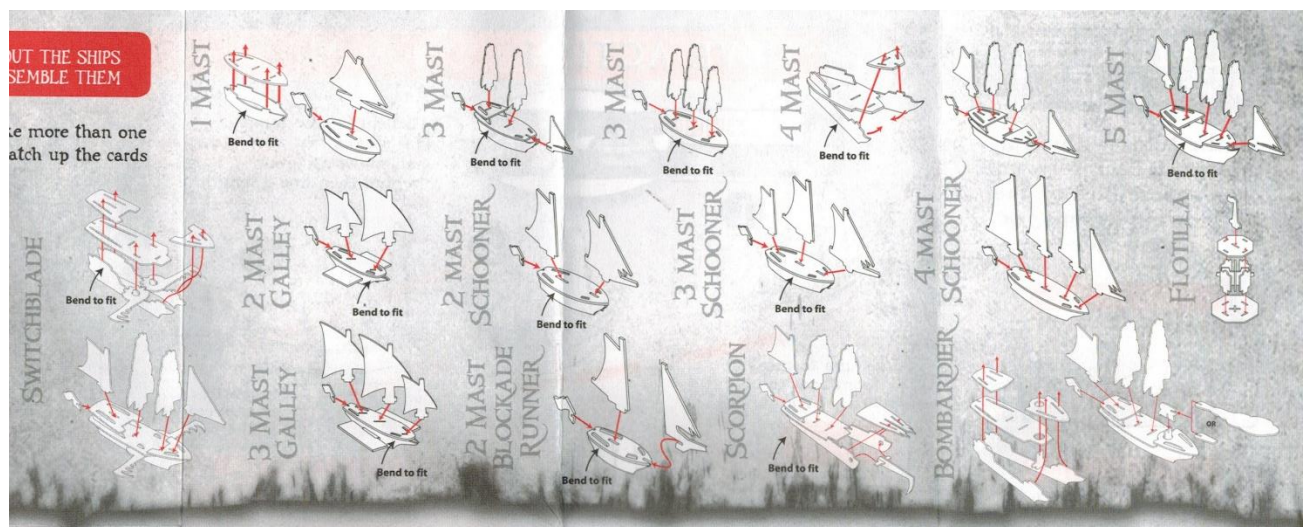 OUT THE SHIPS
SEMBLE THEM
ke more than one
atch up the cards
1 MAST
Bend to fit
3 MAST
Bend to fit
3 MAST
Bend to fit
4 MAST
Bend to fit
5 MAST
Bend to fit
SWITCHBLADE
Bend to fit
2 MAST
GALLEY
Bend to fit
2 MAST
SCHOONER
Bend to fit
3 MAST
SCHOONER
Bend to fit
4 MAST
SCHOONER
FLOTILLA
3 MAST
GALLEY
Bend to fit
2 MAST
BLOCKADE
RUNNER
Bend to fit
SCORPION
Bend to fit
BOMBARDIER
OR